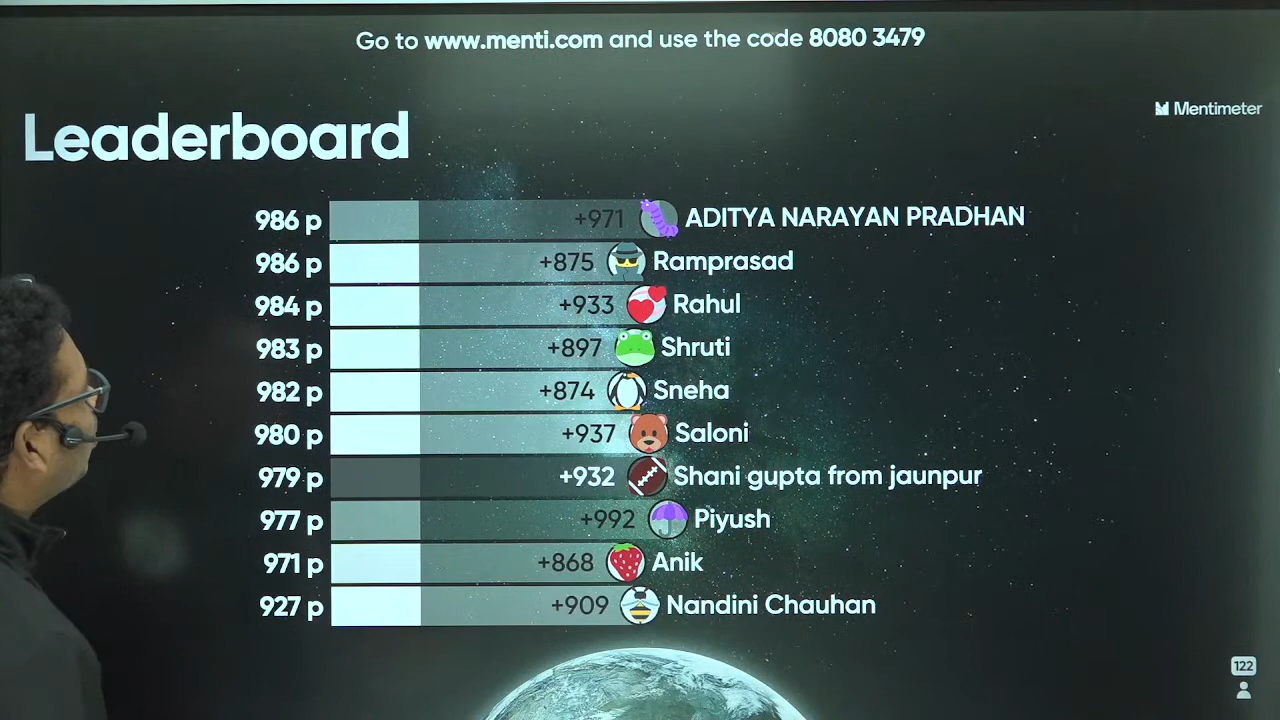 Go to www.menti.com and use the code 8080 3479
Mentimeter
Leaderboard
986 p +971 ADITYA NARAYAN PRADHAN
986 p +875 Ramprasad
984 p +933 Rahul
983 p +897 Shruti
982 p +874 Sneha
980 p +937 Saloni
979 p +932 Shani gupta from jaunpur
977 p +992 Piyush
971 p +868 Anik
927 p +909 Nandini Chauhan
122